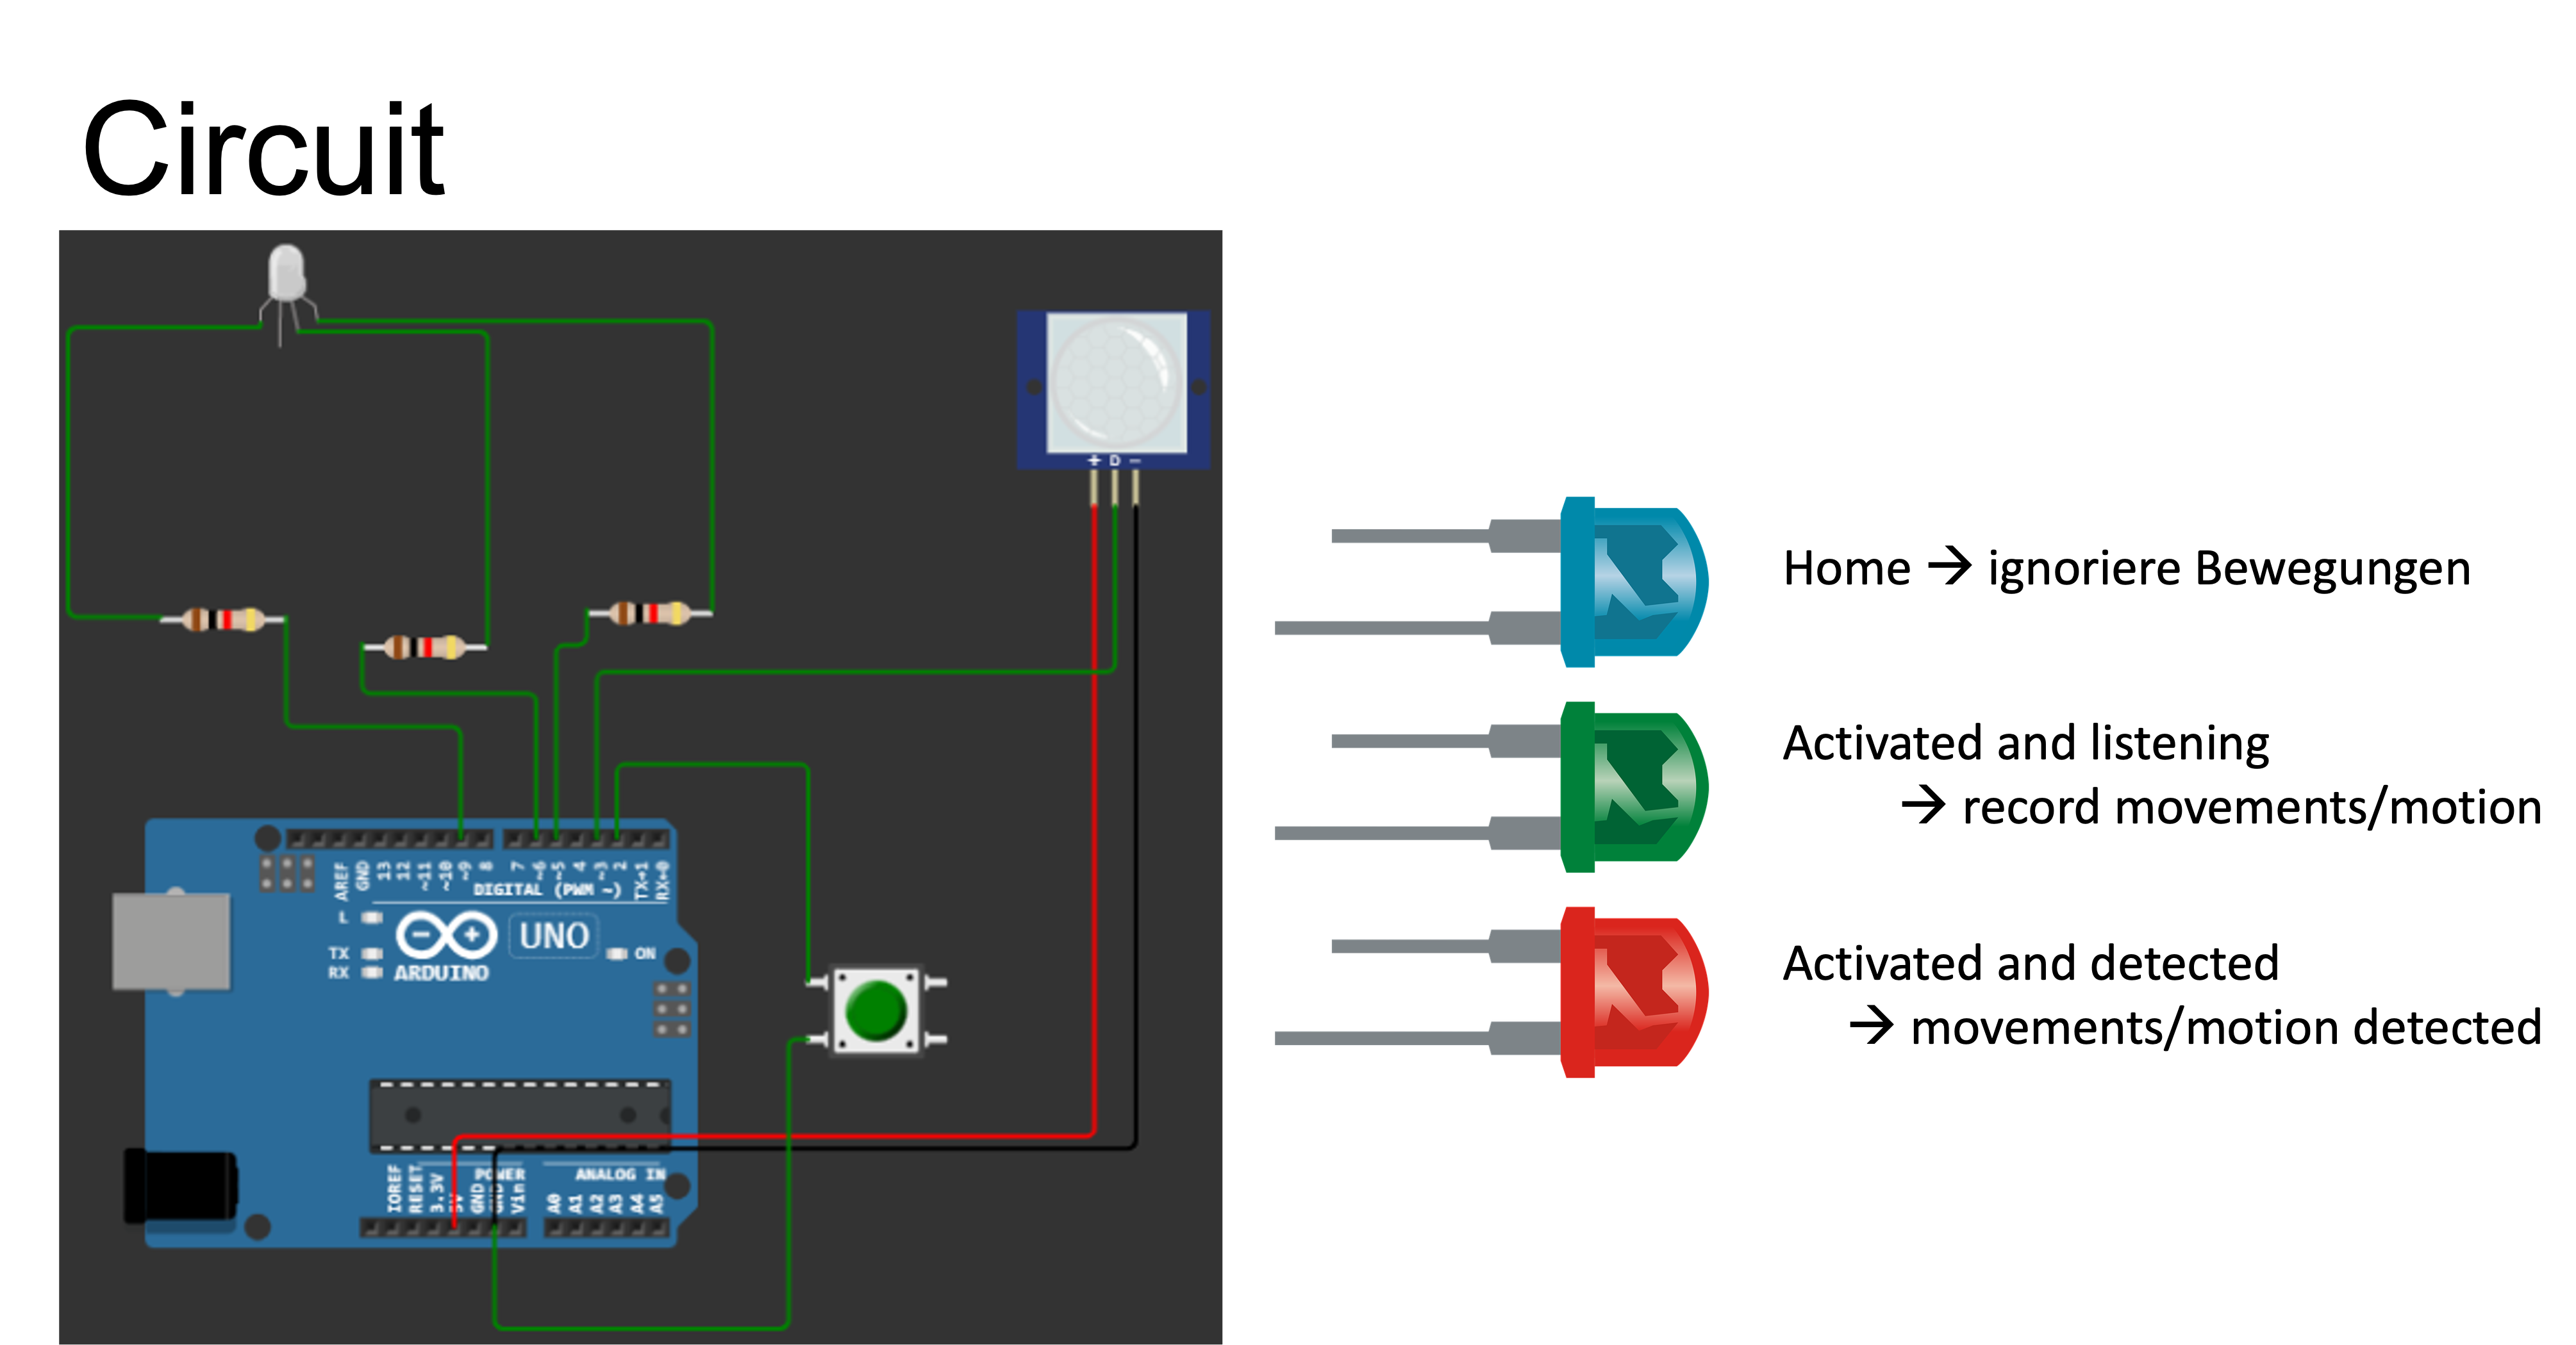 Circuit
+ D −
AREF
GND
13
12
~11
~10
~9
8
7
~6
~5
4
~3
2
TX→1
RX←0
DIGITAL (PWM ~)
L
TX
RX
UNO
ON
ARDUINO
POWER
ANALOG IN
IOREF
RESET
3.3V
5V
GND
GND
Vin
A0
A1
A2
A3
A4
A5
Home → ignoriere Bewegungen
Activated and listening
→ record movements/motion
Activated and detected
→ movements/motion detected